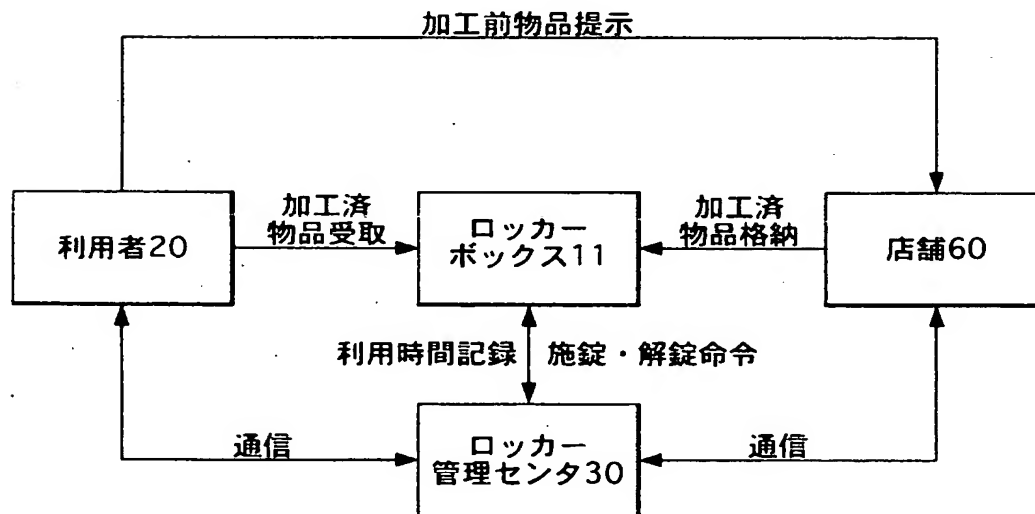 加工前物品提示
利用者20
加工済
物品受取
ロッカー
ボックス11
加工済
物品格納
店舗60
利用時間記録
施錠・解錠命令
通信
ロッカー
管理センタ30
通信